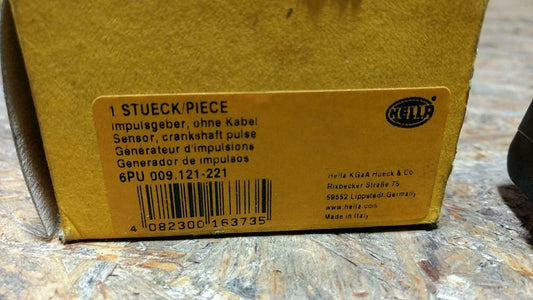 1 STUECK/PIECE
Impulsgeber, ohne Kabel
Sensor, crankshaft pulse
Générateur d'impulsions
Generador de impulsos
6PU 009.121-221
4 082300 163735
HELLA
Hella KGaA Hueck & Co
Rixbecker Straße 75
59552 Lippstadt/Germany
www.hella.com
Made in Italy